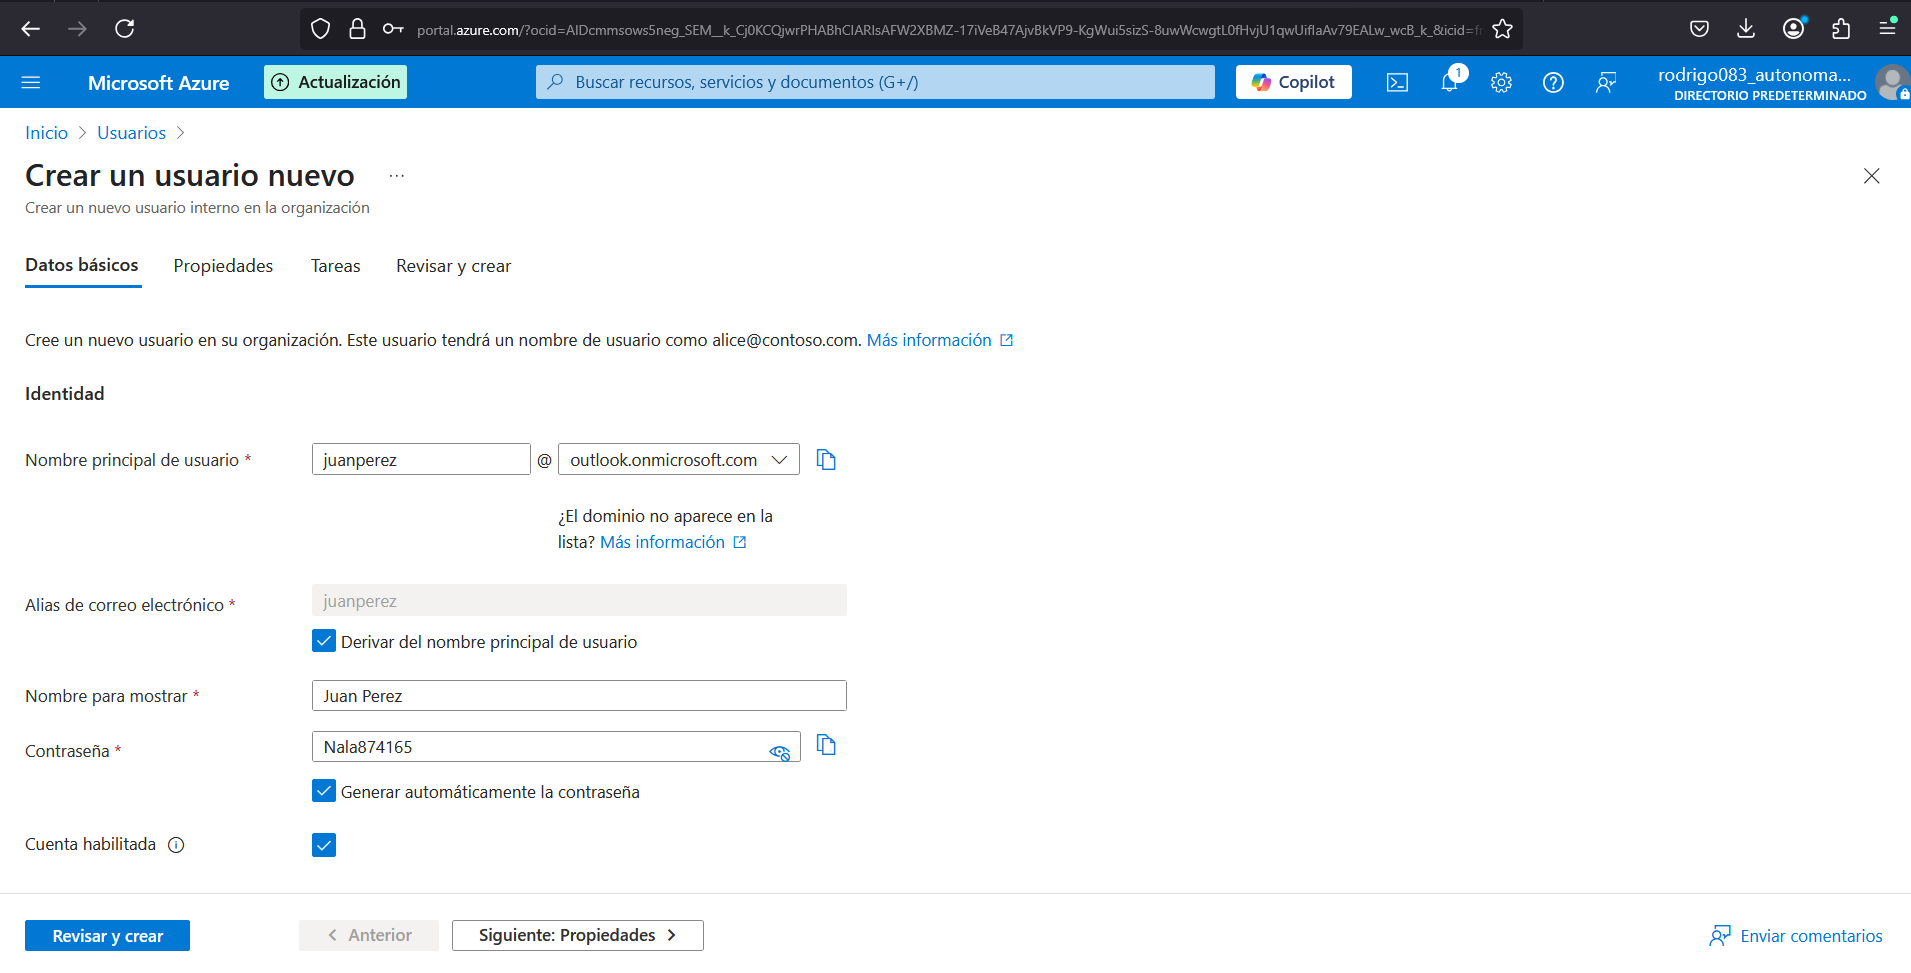 portal.azure.com/?ocid=AIDcmmsows5neg_SEM__k_Cj0KCQjwrPHABhCIARIsAFW2XBMZ-17iVeB47AjvBkVP9-KgWui5sizS-8uwWcwgtL0fHvjU1qwUiflaAv79EALw_wcB_k_&icid=f
Microsoft Azure
Actualización
Buscar recursos, servicios y documentos (G+/)
Copilot
1
rodrigo083_autonoma...
DIRECTORIO PREDETERMINADO
Inicio > Usuarios >
Crear un usuario nuevo ...
Crear un nuevo usuario interno en la organización
Datos básicos Propiedades Tareas Revisar y crear
Cree un nuevo usuario en su organización. Este usuario tendrá un nombre de usuario como alice@contoso.com. Más información
Identidad
Nombre principal de usuario * juanperez @ outlook.onmicrosoft.com
¿El dominio no aparece en la
lista? Más información
Alias de correo electrónico * juanperez
Derivar del nombre principal de usuario
Nombre para mostrar * Juan Perez
Contraseña * Nala874165
Generar automáticamente la contraseña
Cuenta habilitada
Revisar y crear < Anterior Siguiente: Propiedades > Enviar comentarios